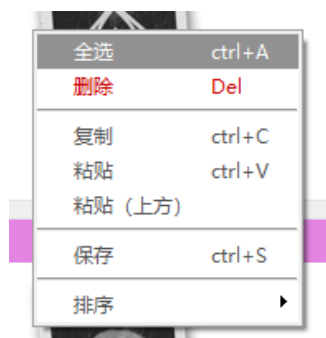 全选 ctrl+A
删除 Del
复制 ctrl+C
粘贴 ctrl+V
粘贴（上方）
保存 ctrl+S
排序